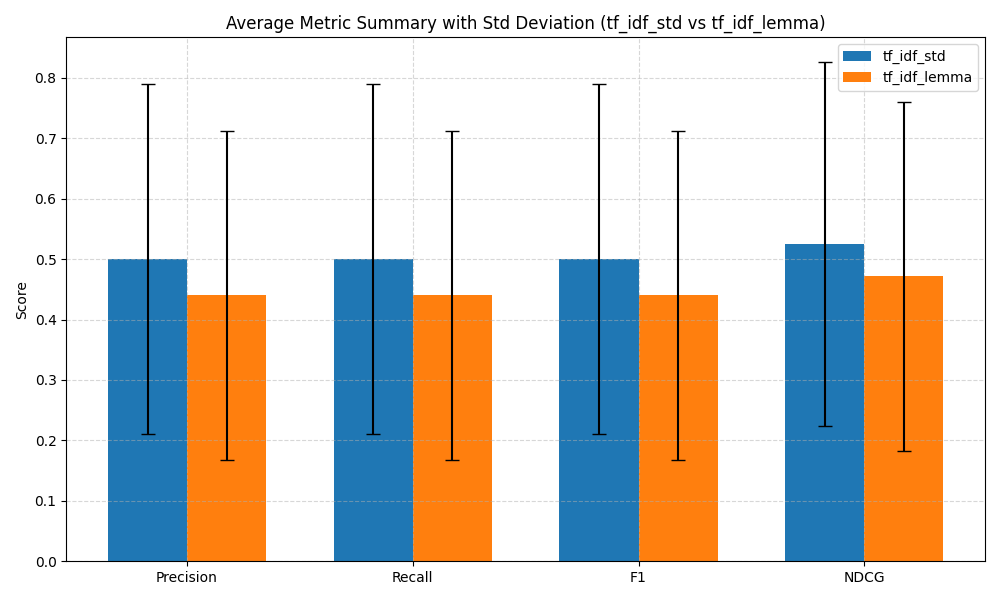 Average Metric Summary with Std Deviation (tf_idf_std vs tf_idf_lemma)
tf_idf_std
tf_idf_lemma
Score
0.8
0.7
0.6
0.5
0.4
0.3
0.2
0.1
0.0
Precision
Recall
F1
NDCG